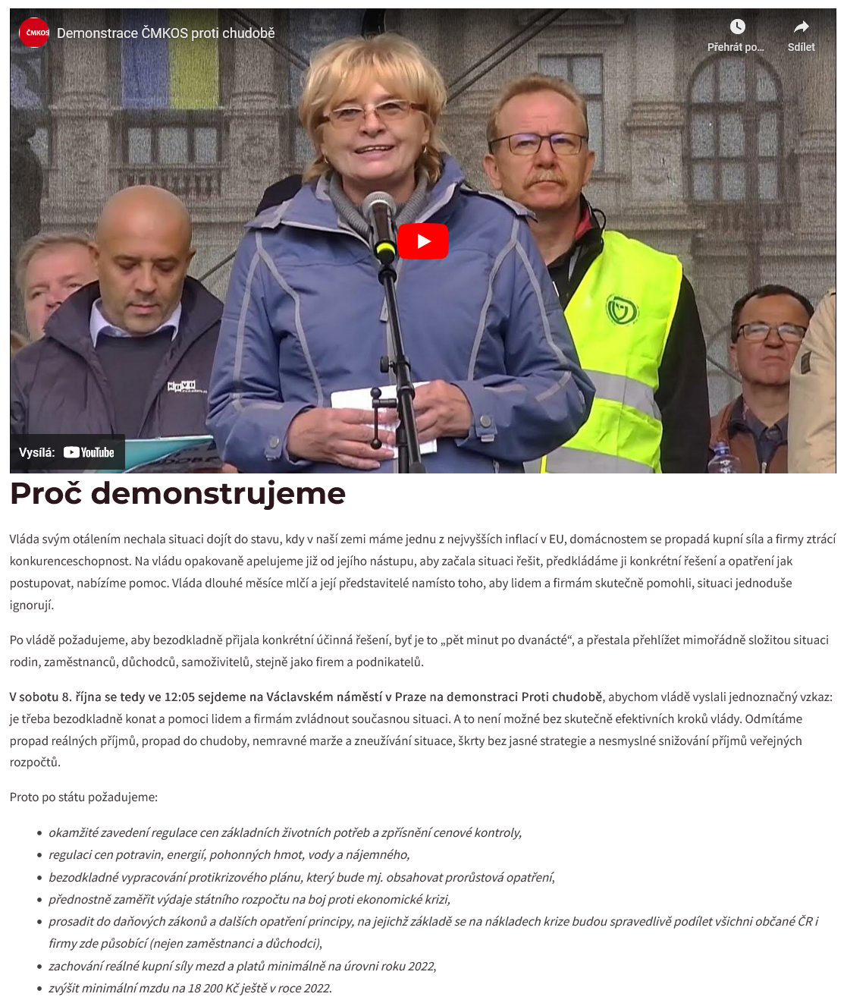 ČMKOS
Demonstrace ČMKOS proti chudobě
Přehrát po...
Sdílet
KOVO
Vysílá: YouTube
Proč demonstrujeme
Vláda svým otálením nechala situaci dojít do stavu, kdy v naší zemi máme jednu z nejvyšších inflací v EU, domácnostem se propadá kupní síla a firmy ztrácí
konkurenceschopnost. Na vládu opakovaně apelujeme již od jejího nástupu, aby začala situaci řešit, předkládáme ji konkrétní řešení a opatření jak
postupovat, nabízíme pomoc. Vláda dlouhé měsíce mlčí a její představitelé namísto toho, aby lidem a firmám skutečně pomohli, situaci jednoduše
ignorují.
Po vládě požadujeme, aby bezodkladně přijala konkrétní účinná řešení, byť je to „pět minut po dvanácté“, a přestala přehlížet mimořádně složitou situaci
rodin, zaměstnanců, důchodců, samoživitelů, stejně jako firem a podnikatelů.
V sobotu 8. října se tedy ve 12:05 sejdeme na Václavském náměstí v Praze na demonstraci Proti chudobě, abychom vládě vyslali jednoznačný vzkaz:
je třeba bezodkladně konat a pomoci lidem a firmám zvládnout současnou situaci. A to není možné bez skutečně efektivních kroků vlády. Odmítáme
propad reálných příjmů, propad do chudoby, nemravné marže a zneužívání situace, škrty bez jasné strategie a nesmyslné snižování příjmů veřejných
rozpočtů.
Proto po státu požadujeme:
• okamžité zavedení regulace cen základních životních potřeb a zpřísnění cenové kontroly,
• regulaci cen potravin, energií, pohonných hmot, vody a nájemného,
• bezodkladné vypracování protikrizového plánu, který bude mj. obsahovat prorůstová opatření,
• přednostně zaměřit výdaje státního rozpočtu na boj proti ekonomické krizi,
• prosadit do daňových zákonů a dalších opatření principy, na jejichž základě se na nákladech krize budou spravedlivě podílet všichni občané ČR i
firmy zde působící (nejen zaměstnanci a důchodci),
• zachování reálné kupní síly mezd a platů minimálně na úrovni roku 2022,
• zvýšit minimální mzdu na 18 200 Kč ještě v roce 2022.